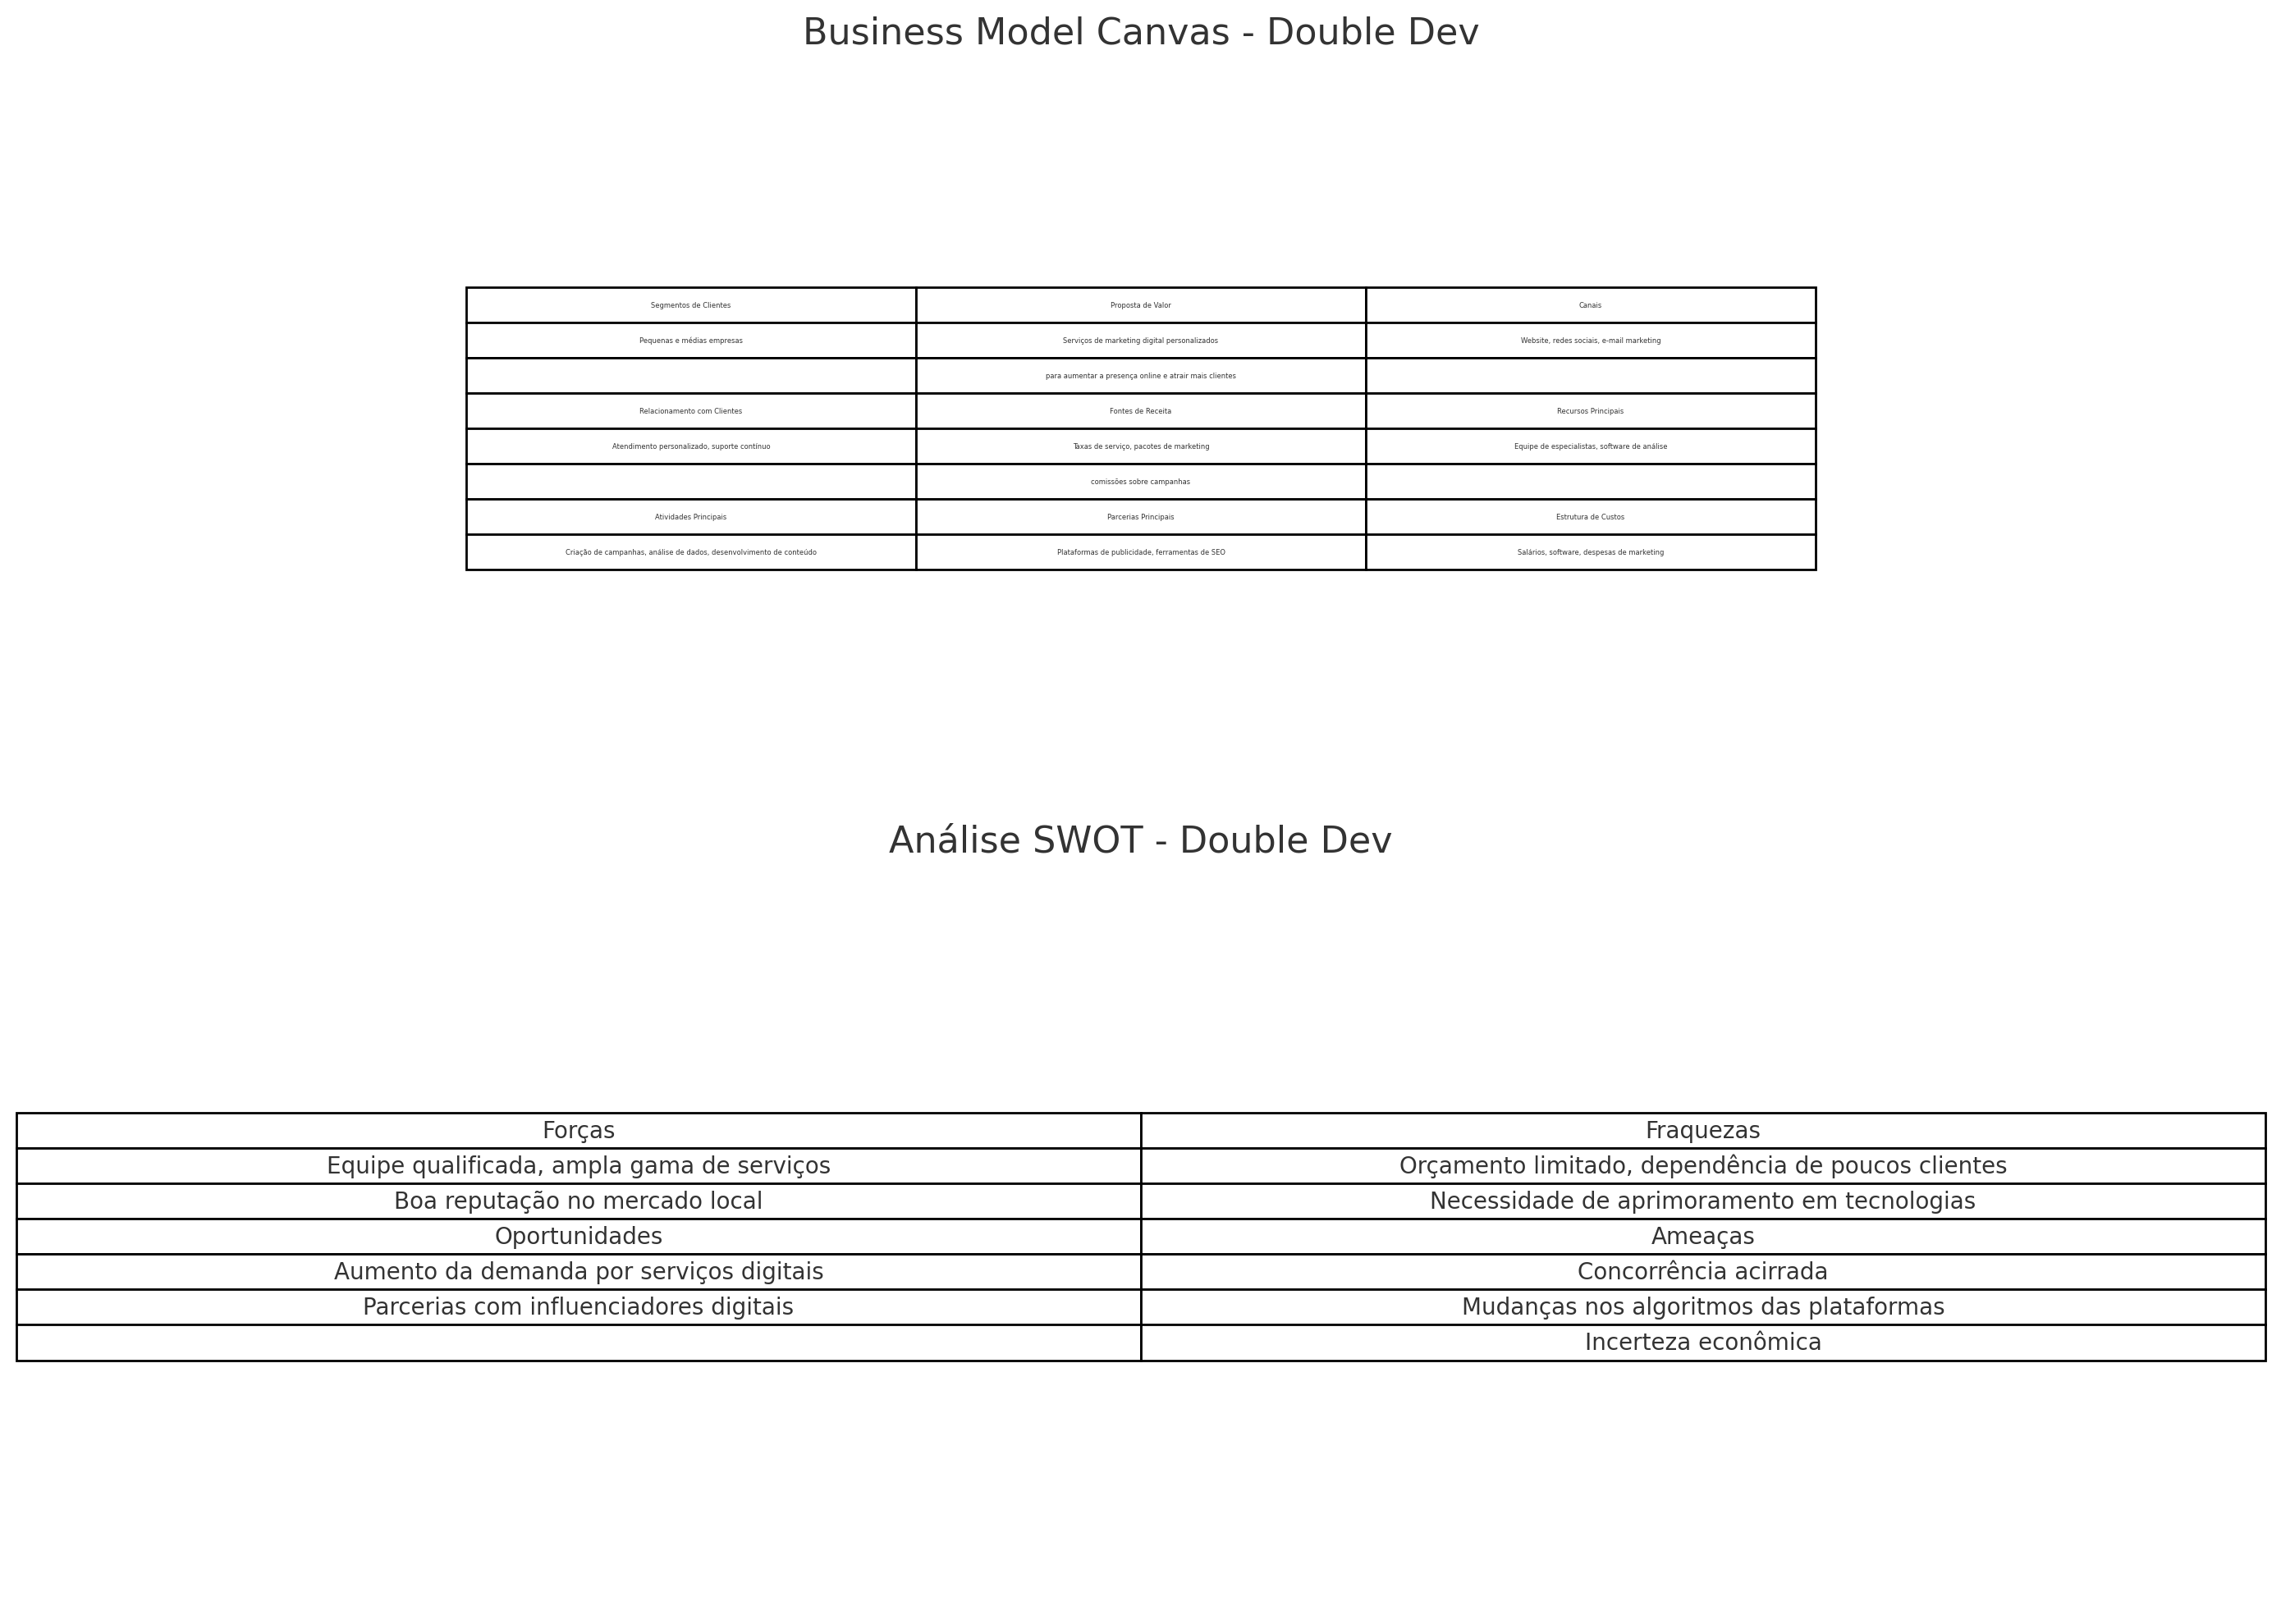 Business Model Canvas - Double Dev
Segmentos de Clientes Proposta de Valor Canais
Pequenas e médias empresas Serviços de marketing digital personalizados Website, redes sociais, e-mail marketing
para aumentar a presença online e atrair mais clientes
Relacionamento com Clientes Fontes de Receita Recursos Principais
Atendimento personalizado, suporte contínuo Taxas de serviço, pacotes de marketing Equipe de especialistas, software de análise
comissões sobre campanhas
Atividades Principais Parcerias Principais Estrutura de Custos
Criação de campanhas, análise de dados, desenvolvimento de conteúdo Plataformas de publicidade, ferramentas de SEO Salários, software, despesas de marketing
Análise SWOT - Double Dev
Forças Fraquezas
Equipe qualificada, ampla gama de serviços Orçamento limitado, dependência de poucos clientes
Boa reputação no mercado local Necessidade de aprimoramento em tecnologias
Oportunidades Ameaças
Aumento da demanda por serviços digitais Concorrência acirrada
Parcerias com influenciadores digitais Mudanças nos algoritmos das plataformas
Incerteza econômica